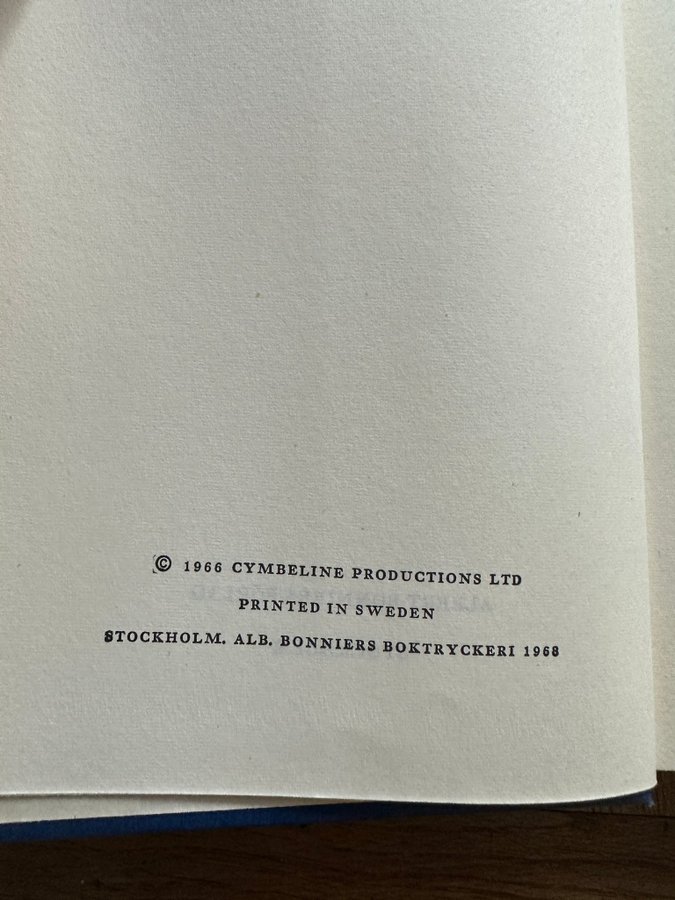 © 1966 CYMBELINE PRODUCTIONS LTD
PRINTED IN SWEDEN
STOCKHOLM. ALB. BONNIERS BOKTRYCKERI 1968